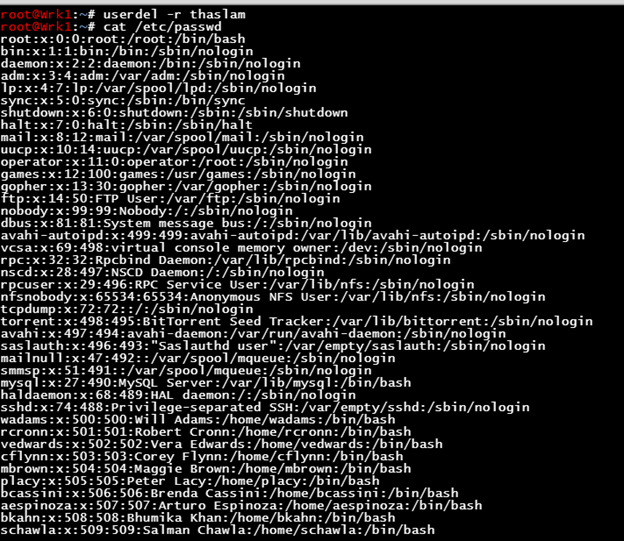 root@Wrk1:~# userdel -r thaslam
root@Wrk1:~# cat /etc/passwd
root:x:0:0:root:/root:/bin/bash
bin:x:1:1:bin:/bin:/sbin/nologin
daemon:x:2:2:daemon:/bin:/sbin/nologin
adm:x:3:4:adm:/var/adm:/sbin/nologin
lp:x:4:7:lp:/var/spool/lpd:/sbin/nologin
sync:x:5:0:sync:/sbin:/bin/sync
shutdown:x:6:0:shutdown:/sbin:/sbin/shutdown
halt:x:7:0:halt:/sbin:/sbin/halt
mail:x:8:12:mail:/var/spool/mail:/sbin/nologin
uucp:x:10:14:uucp:/var/spool/uucp:/sbin/nologin
operator:x:11:0:operator:/root:/sbin/nologin
games:x:12:100:games:/usr/games:/sbin/nologin
gopher:x:13:30:gopher:/var/gopher:/sbin/nologin
ftp:x:14:50:FTP User:/var/ftp:/sbin/nologin
nobody:x:99:99:Nobody:/:/sbin/nologin
dbus:x:81:81:System message bus:/:/sbin/nologin
avahi-autoipd:x:499:499:avahi-autoipd:/var/lib/avahi-autoipd:/sbin/nologin
vcsa:x:69:498:virtual console memory owner:/dev:/sbin/nologin
rpc:x:32:32:Rpcbind Daemon:/var/lib/rpcbind:/sbin/nologin
nscd:x:28:497:NSCD Daemon:/:/sbin/nologin
rpcuser:x:29:496:RPC Service User:/var/lib/nfs:/sbin/nologin
nfsnobody:x:65534:65534:Anonymous NFS User:/var/lib/nfs:/sbin/nologin
tcpdump:x:72:72::/:/sbin/nologin
torrent:x:498:495:BitTorrent Seed Tracker:/var/lib/bittorrent:/sbin/nologin
avahi:x:497:494:avahi-daemon:/var/run/avahi-daemon:/sbin/nologin
saslauth:x:496:493:"Saslauthd user":/var/empty/saslauth:/sbin/nologin
mailnull:x:47:492::/var/spool/mqueue:/sbin/nologin
smmsp:x:51:491::/var/spool/mqueue:/sbin/nologin
mysql:x:27:490:MySQL Server:/var/lib/mysql:/bin/bash
haldaemon:x:68:489:HAL daemon:/:/sbin/nologin
sshd:x:74:488:Privilege-separated SSH:/var/empty/sshd:/sbin/nologin
wadams:x:500:500:Will Adams:/home/wadams:/bin/bash
rcronn:x:501:501:Robert Cronn:/home/rcronn:/bin/bash
vedwards:x:502:502:Vera Edwards:/home/vedwards:/bin/bash
cflynn:x:503:503:Corey Flynn:/home/cflynn:/bin/bash
mbrown:x:504:504:Maggie Brown:/home/mbrown:/bin/bash
placy:x:505:505:Peter Lacy:/home/placy:/bin/bash
bcassini:x:506:506:Brenda Cassini:/home/bcassini:/bin/bash
aespinoza:x:507:507:Arturo Espinoza:/home/aespinoza:/bin/bash
bkahn:x:508:508:Bhumika Khan:/home/bkahn:/bin/bash
schawla:x:509:509:Salman Chawla:/home/schawla:/bin/bash